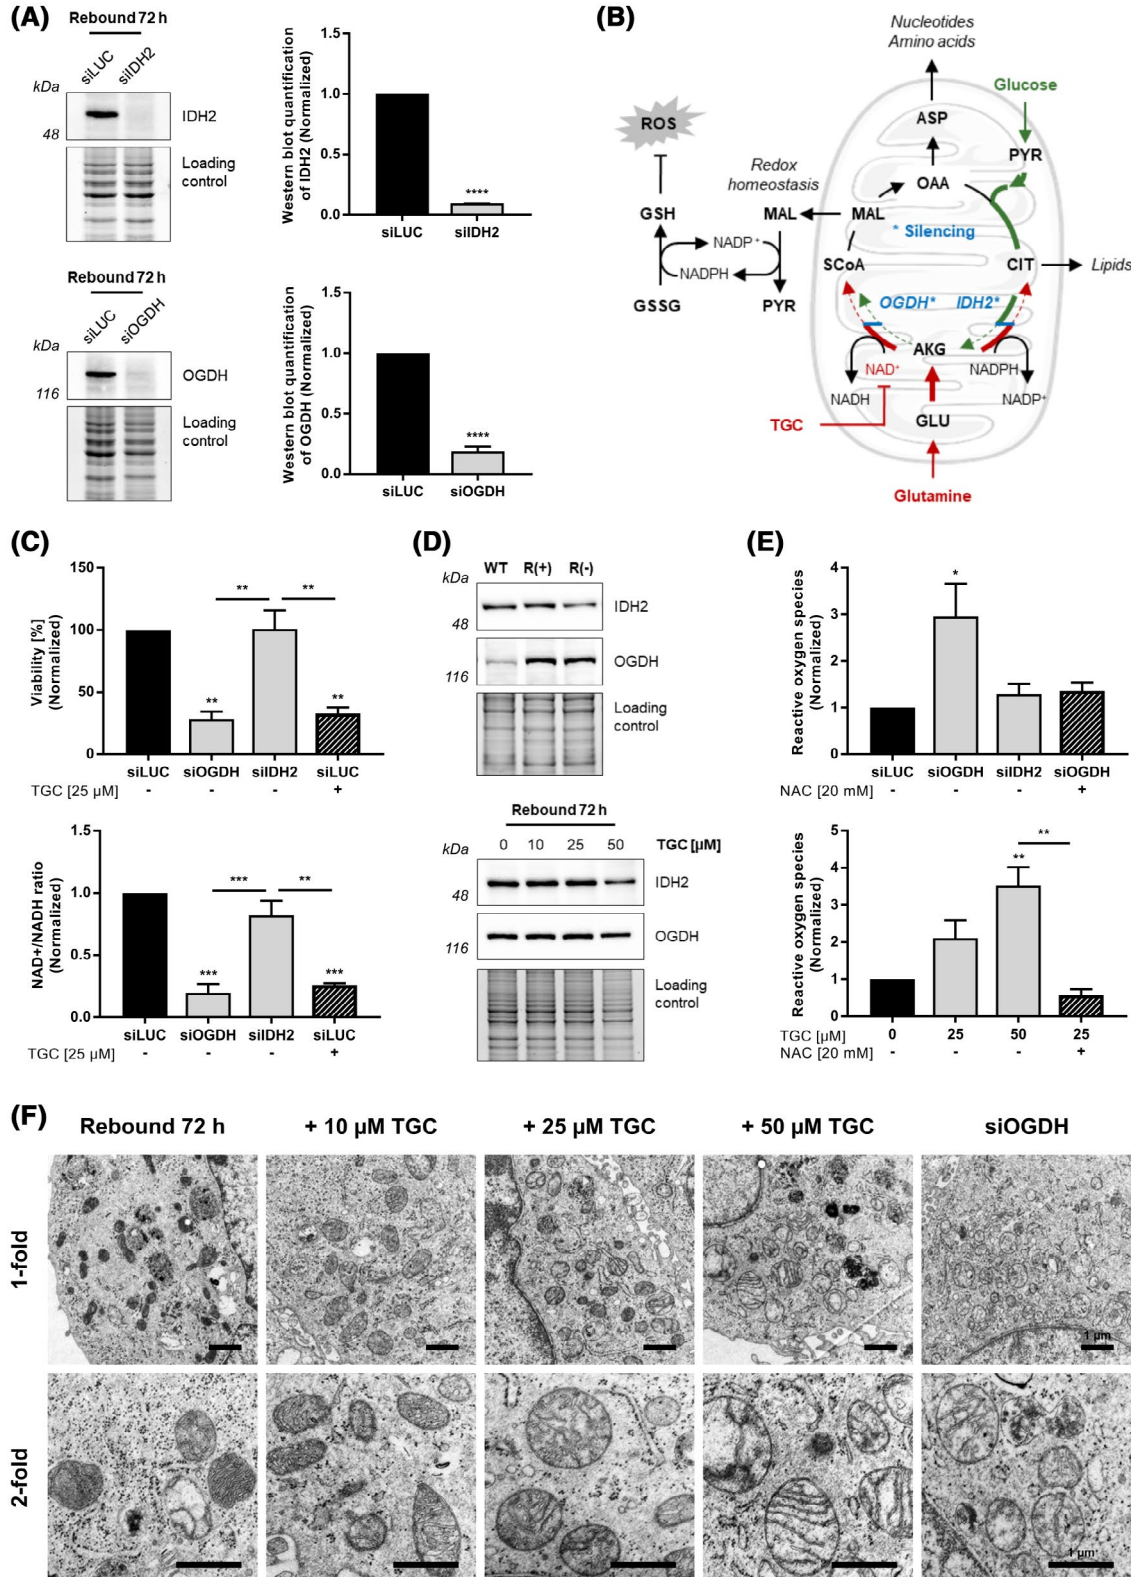 (A)
Rebound 72 h
siLUC
siIDH2
kDa
48
IDH2
Loading
control
Western blot quantification
of IDH2 (Normalized)
1.5
1.0
0.5
0.0
****
siLUC
siIDH2
Rebound 72 h
siLUC
siOGDH
kDa
116
OGDH
Loading
control
Western blot quantification
of OGDH (Normalized)
1.5
1.0
0.5
0.0
****
siLUC
siOGDH
(B)
Nucleotides
Amino acids
Glucose
ASP
PYR
ROS
Redox
homeostasis
OAA
GSH
MAL
MAL
* Silencing
NADP+
SCoA
CIT
Lipids
NADPH
GSSG
PYR
OGDH*
IDH2*
AKG
NAD+
NADPH
NADH
NADP+
TGC
GLU
Glutamine
(C)
Viability [%]
(Normalized)
150
100
50
0
**
**
**
**
siLUC
siOGDH
siIDH2
siLUC
TGC [25 µM]
-
-
-
+
NAD+/NADH ratio
(Normalized)
1.5
1.0
0.5
0.0
***
**
***
***
siLUC
siOGDH
siIDH2
siLUC
TGC [25 µM]
-
-
-
+
(D)
WT
R(+)
R(-)
kDa
48
IDH2
116
OGDH
Loading
control
Rebound 72 h
0
10
25
50
TGC [µM]
kDa
48
IDH2
116
OGDH
Loading
control
(E)
Reactive oxygen species
(Normalized)
4
3
2
1
0
*
siLUC
siOGDH
siIDH2
siOGDH
NAC [20 mM]
-
-
-
+
Reactive oxygen species
(Normalized)
5
4
3
2
1
0
**
**
TGC [µM]
0
25
50
25
NAC [20 mM]
-
-
-
+
(F)
Rebound 72 h
+ 10 µM TGC
+ 25 µM TGC
+ 50 µM TGC
siOGDH
1-fold
1 µm
2-fold
1 µm